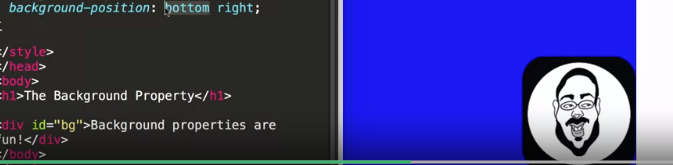 background-position: bottom right;
</style>
</head>
<body>
<h1>The Background Property</h1>
<div id="bg">Background properties are
fun!</div>
</body>